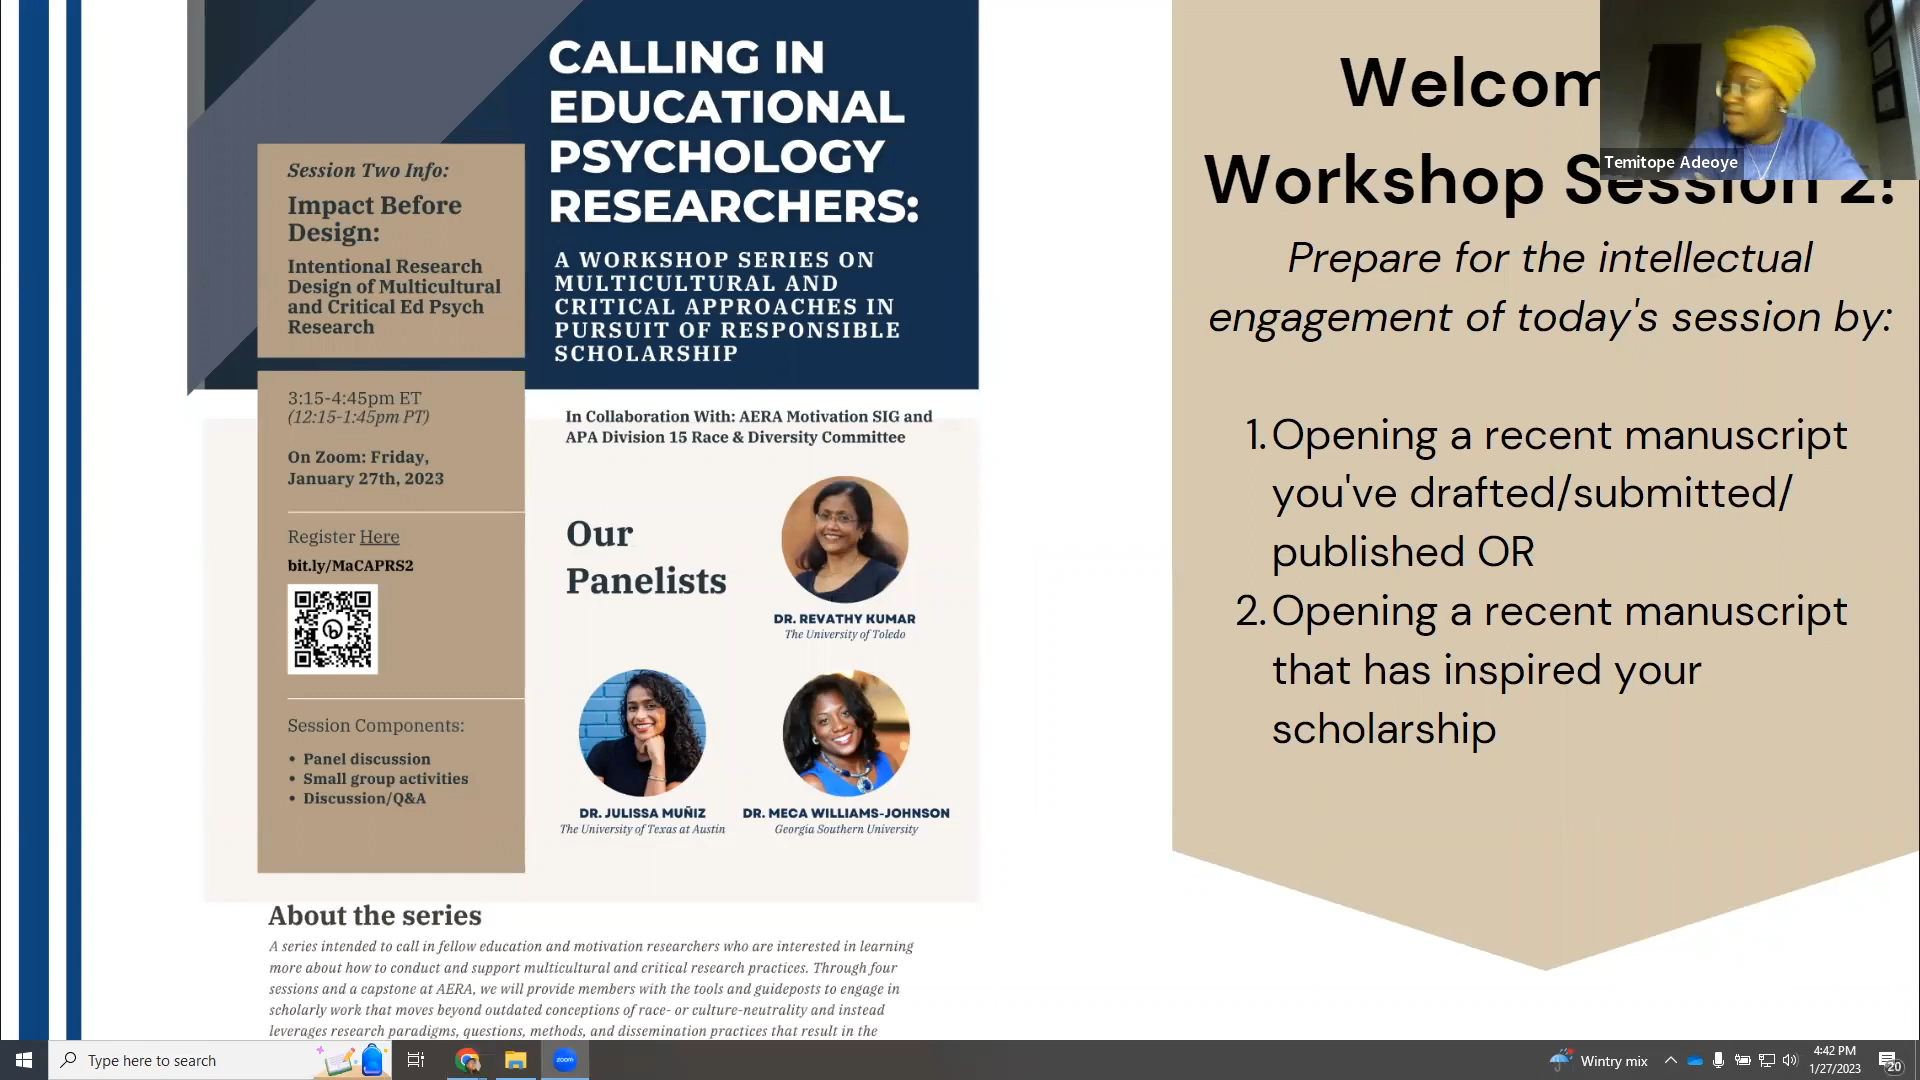 CALLING IN
EDUCATIONAL
PSYCHOLOGY
RESEARCHERS:
A WORKSHOP SERIES ON
MULTICULTURAL AND
CRITICAL APPROACHES IN
PURSUIT OF RESPONSIBLE
SCHOLARSHIP
Session Two Info:
Impact Before
Design:
Intentional Research
Design of Multicultural
and Critical Ed Psych
Research
3:15-4:45pm ET
(12:15-1:45pm PT)
On Zoom: Friday,
January 27th, 2023
Register Here
bit.ly/MaCAPRS2
Session Components:
• Panel discussion
• Small group activities
• Discussion/Q&A
In Collaboration With: AERA Motivation SIG and
APA Division 15 Race & Diversity Committee
Our
Panelists
DR. REVATHY KUMAR
The University of Toledo
DR. JULISSA MUÑIZ
The University of Texas at Austin
DR. MECA WILLIAMS-JOHNSON
Georgia Southern University
About the series
A series intended to call in fellow education and motivation researchers who are interested in learning
more about how to conduct and support multicultural and critical research practices. Through four
sessions and a capstone at AERA, we will provide members with the tools and guideposts to engage in
scholarly work that moves beyond outdated conceptions of race- or culture-neutrality and instead
leverages research paradigms, questions, methods, and dissemination practices that result in the
Welcom
Workshop Session 2!
Prepare for the intellectual
engagement of today's session by:
1. Opening a recent manuscript
you've drafted/submitted/
published OR
2. Opening a recent manuscript
that has inspired your
scholarship
Temitope Adeoye
Type here to search
zoom
Wintry mix
4:42 PM
1/27/2023
20